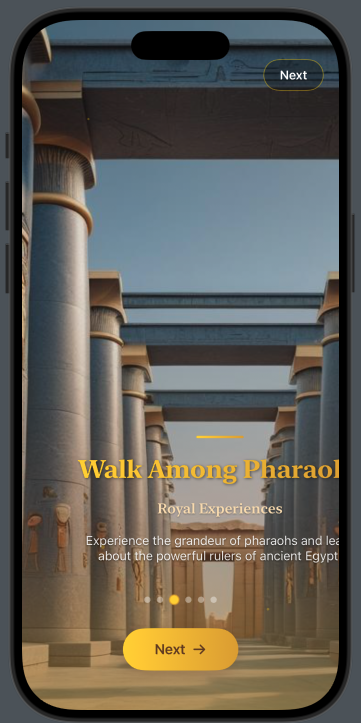 Next
Walk Among Pharaoh
Royal Experiences
Experience the grandeur of pharaohs and lea
about the powerful rulers of ancient Egypt
Next →